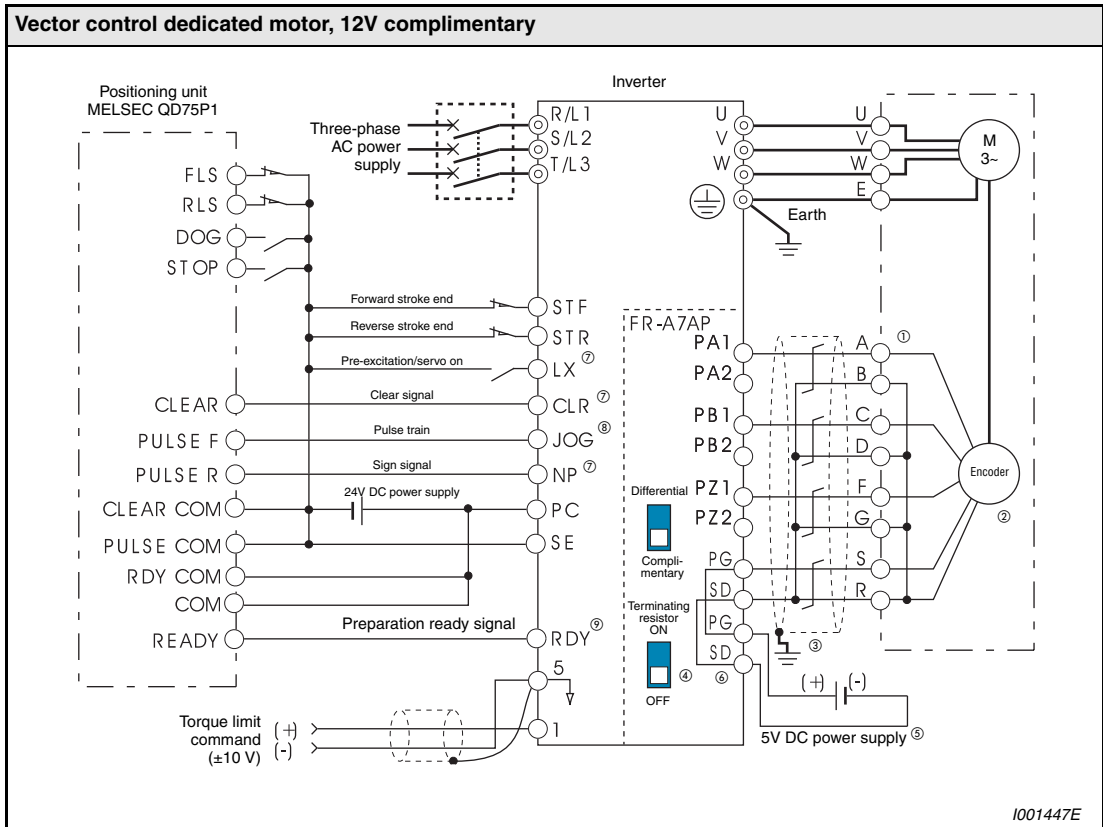 Vector control dedicated motor, 12V complimentary
Positioning unit
MELSEC QD75P1
Inverter
Three-phase
AC power
supply
R/L1
S/L2
T/L3
U
V
W
U
V
W
E
M
3~
Earth
FLS
RLS
DOG
STOP
Forward stroke end
STF
Reverse stroke end
STR
Pre-excitation/servo on
LX ⑦
CLEAR
Clear signal
CLR ⑦
PULSE F
Pulse train
JOG ⑧
PULSE R
Sign signal
NP ⑦
CLEAR COM
24V DC power supply
PC
PULSE COM
SE
RDY COM
COM
READY
Preparation ready signal
RDY ⑨
5
1
Torque limit
command
(±10 V)
(+)
(-)
FR-A7AP
PA1
PA2
PB1
PB2
PZ1
PZ2
PG
SD
PG
SD
Differential
Compli-
mentary
Terminating
resistor
ON
④
OFF
⑥
A ①
B
C
D
F
G
S
R
Encoder
②
③
(+) (-)
5V DC power supply ⑤
I001447E